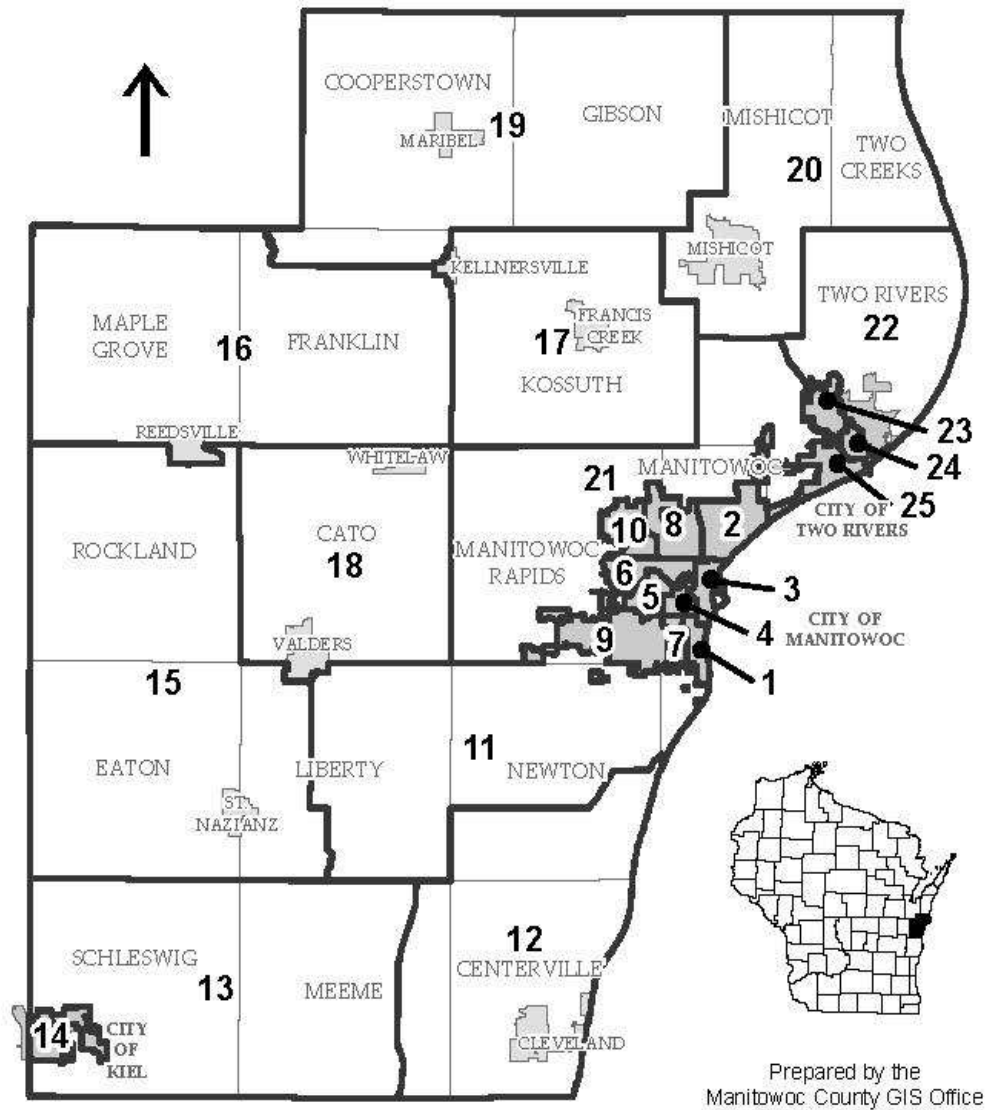 COOPERSTOWN
GIBSON
MISHICOT
19
MARIBEL
TWO
CREEKS
20
MISHICOT
KELLNERSVILLE
TWO RIVERS
22
MAPLE
GROVE
16
FRANKLIN
FRANCIS
CREEK
17
KOSSUTH
REEDSVILLE
WHITELAW
23
24
25
MANITOWOC
21
CITY OF
TWO RIVERS
10
8
2
ROCKLAND
CATO
18
MANITOWOC
RAPIDS
6
5
3
4
CITY OF
MANITOWOC
9
7
1
VALDERS
15
EATON
LIBERTY
11
NEWTON
ST.
NAZIANZ
SCHLESWIG
13
MEEME
12
CENTERVILLE
14
CITY
OF
KIEL
CLEVELAND
Prepared by the
Manitowoc County GIS Office